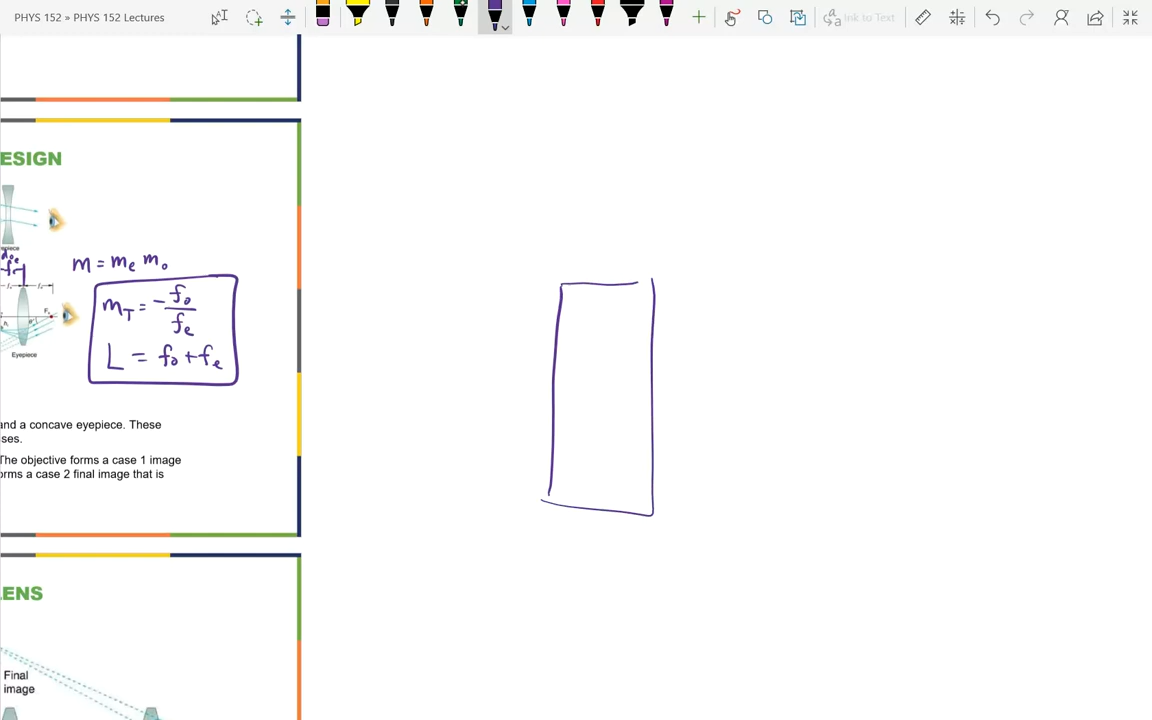 PHYS 152 » PHYS 152 Lectures
Ink to Text
ESIGN
m = me mo
mT = - fo/fe
L = fo + fe
Eyepiece
and a concave eyepiece. These
ses.
The objective forms a case 1 image
orms a case 2 final image that is
LENS
Final
image